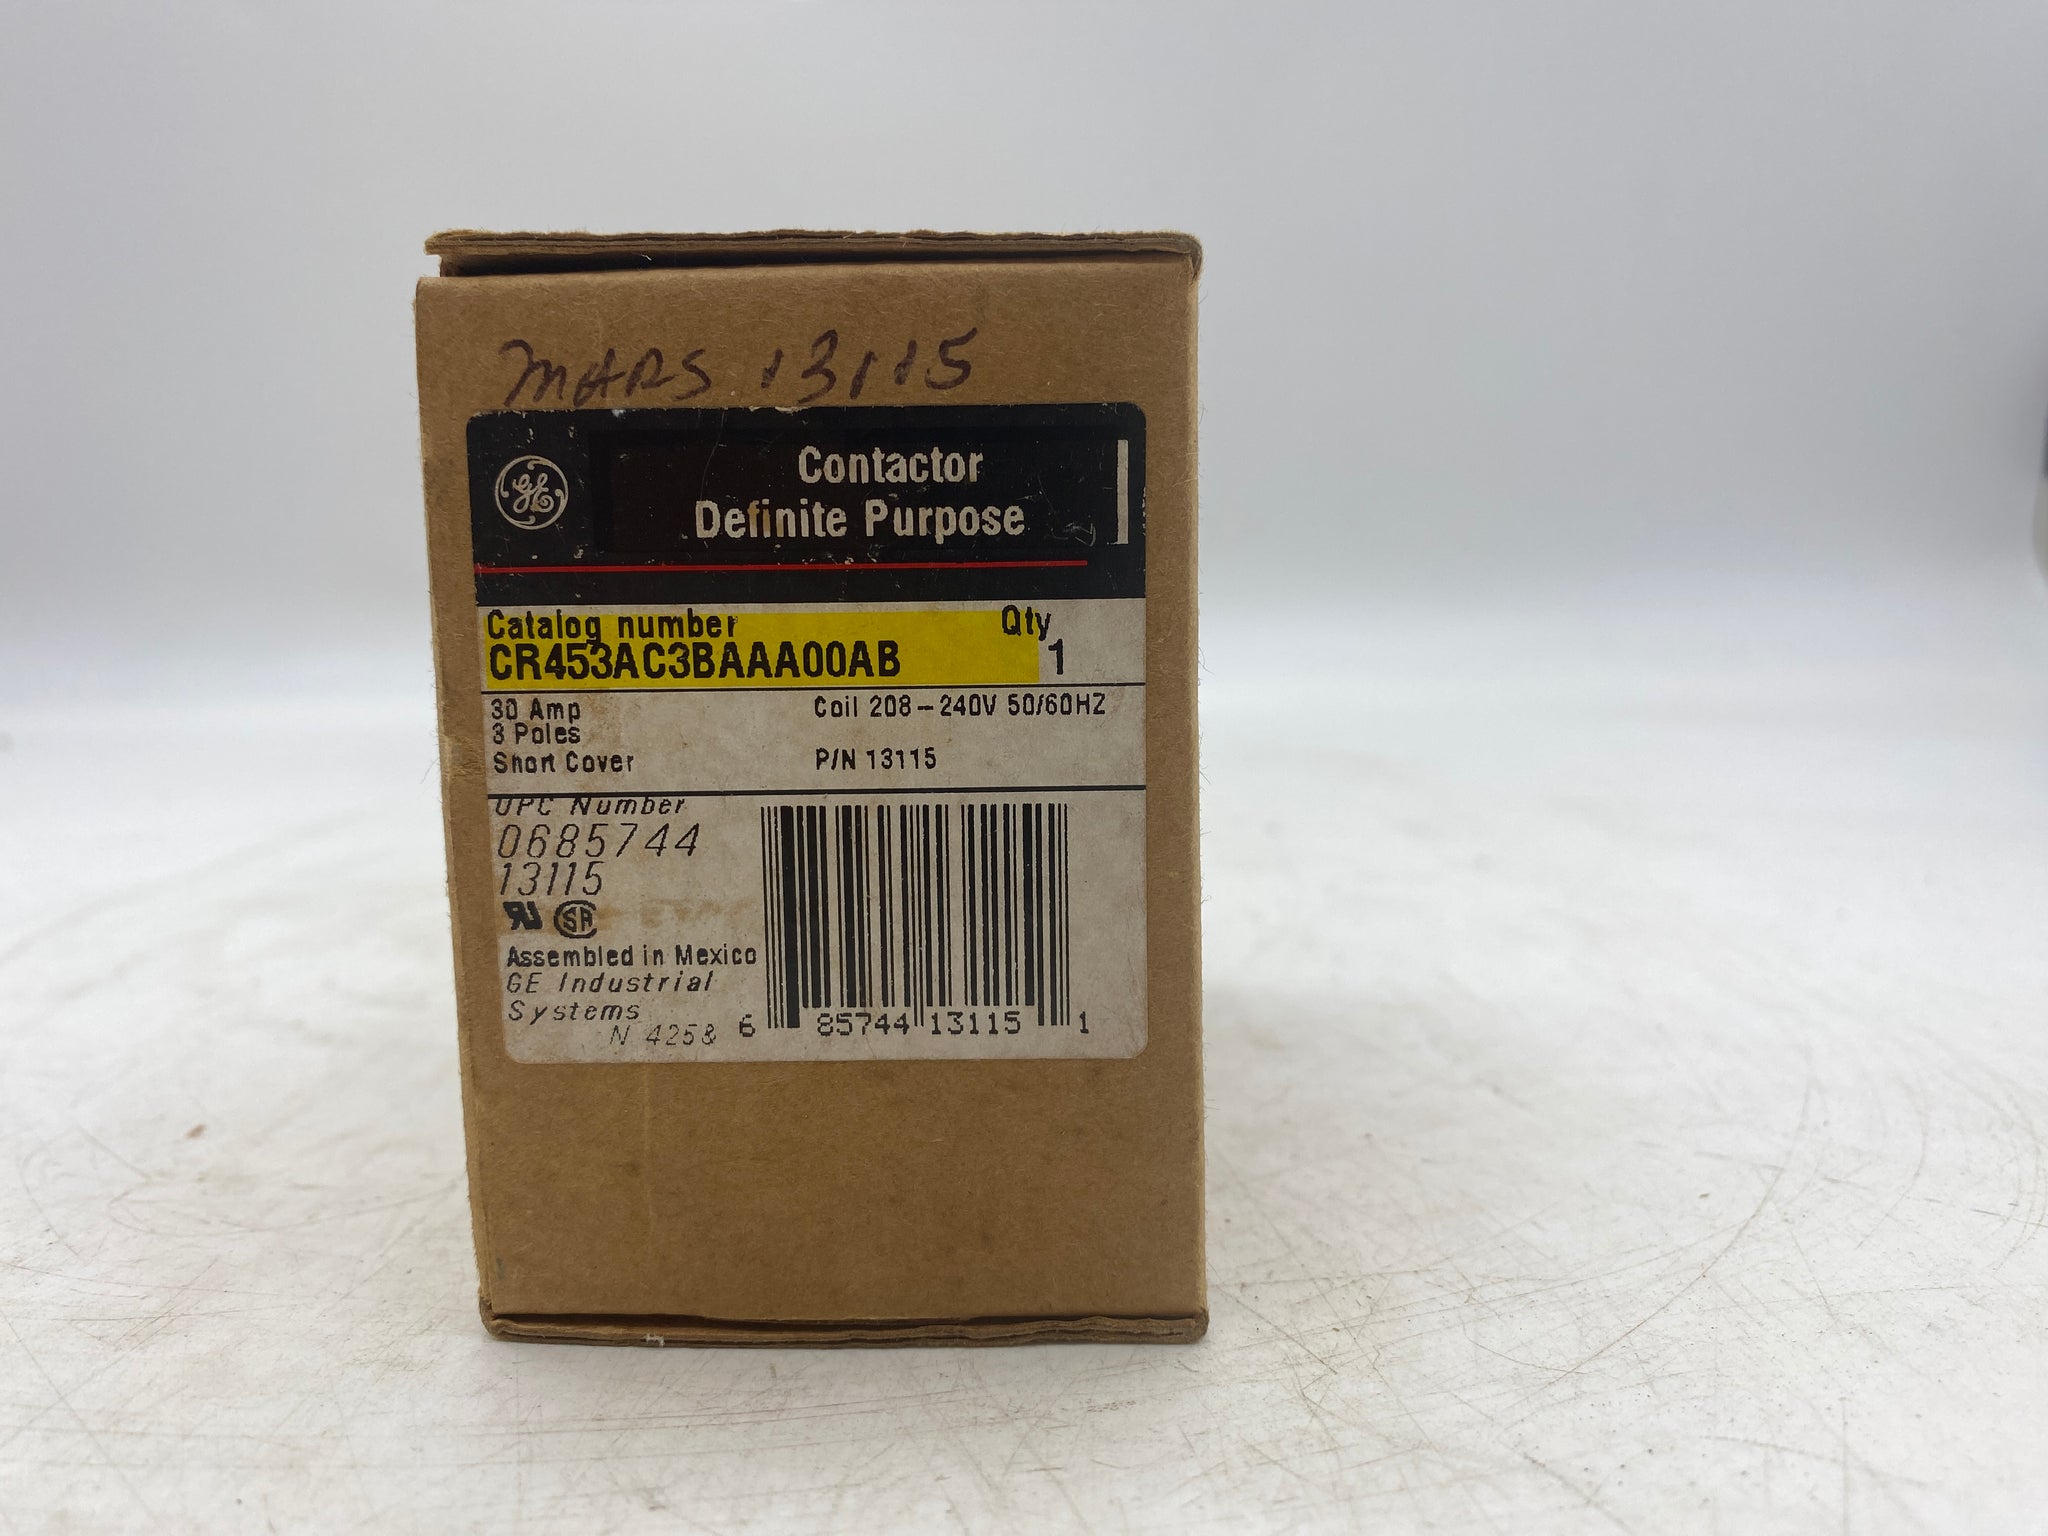 MARS 13115
GE
Contactor
Definite Purpose
Catalog number Qty
CR453AC3BAAA00AB 1
30 Amp Coil 208-240V 50/60HZ
3 Poles
Short Cover P/N 13115
UPC Number
0685744
13115
Assembled in Mexico
GE Industrial
Systems
N 4258
6 85744 13115 1